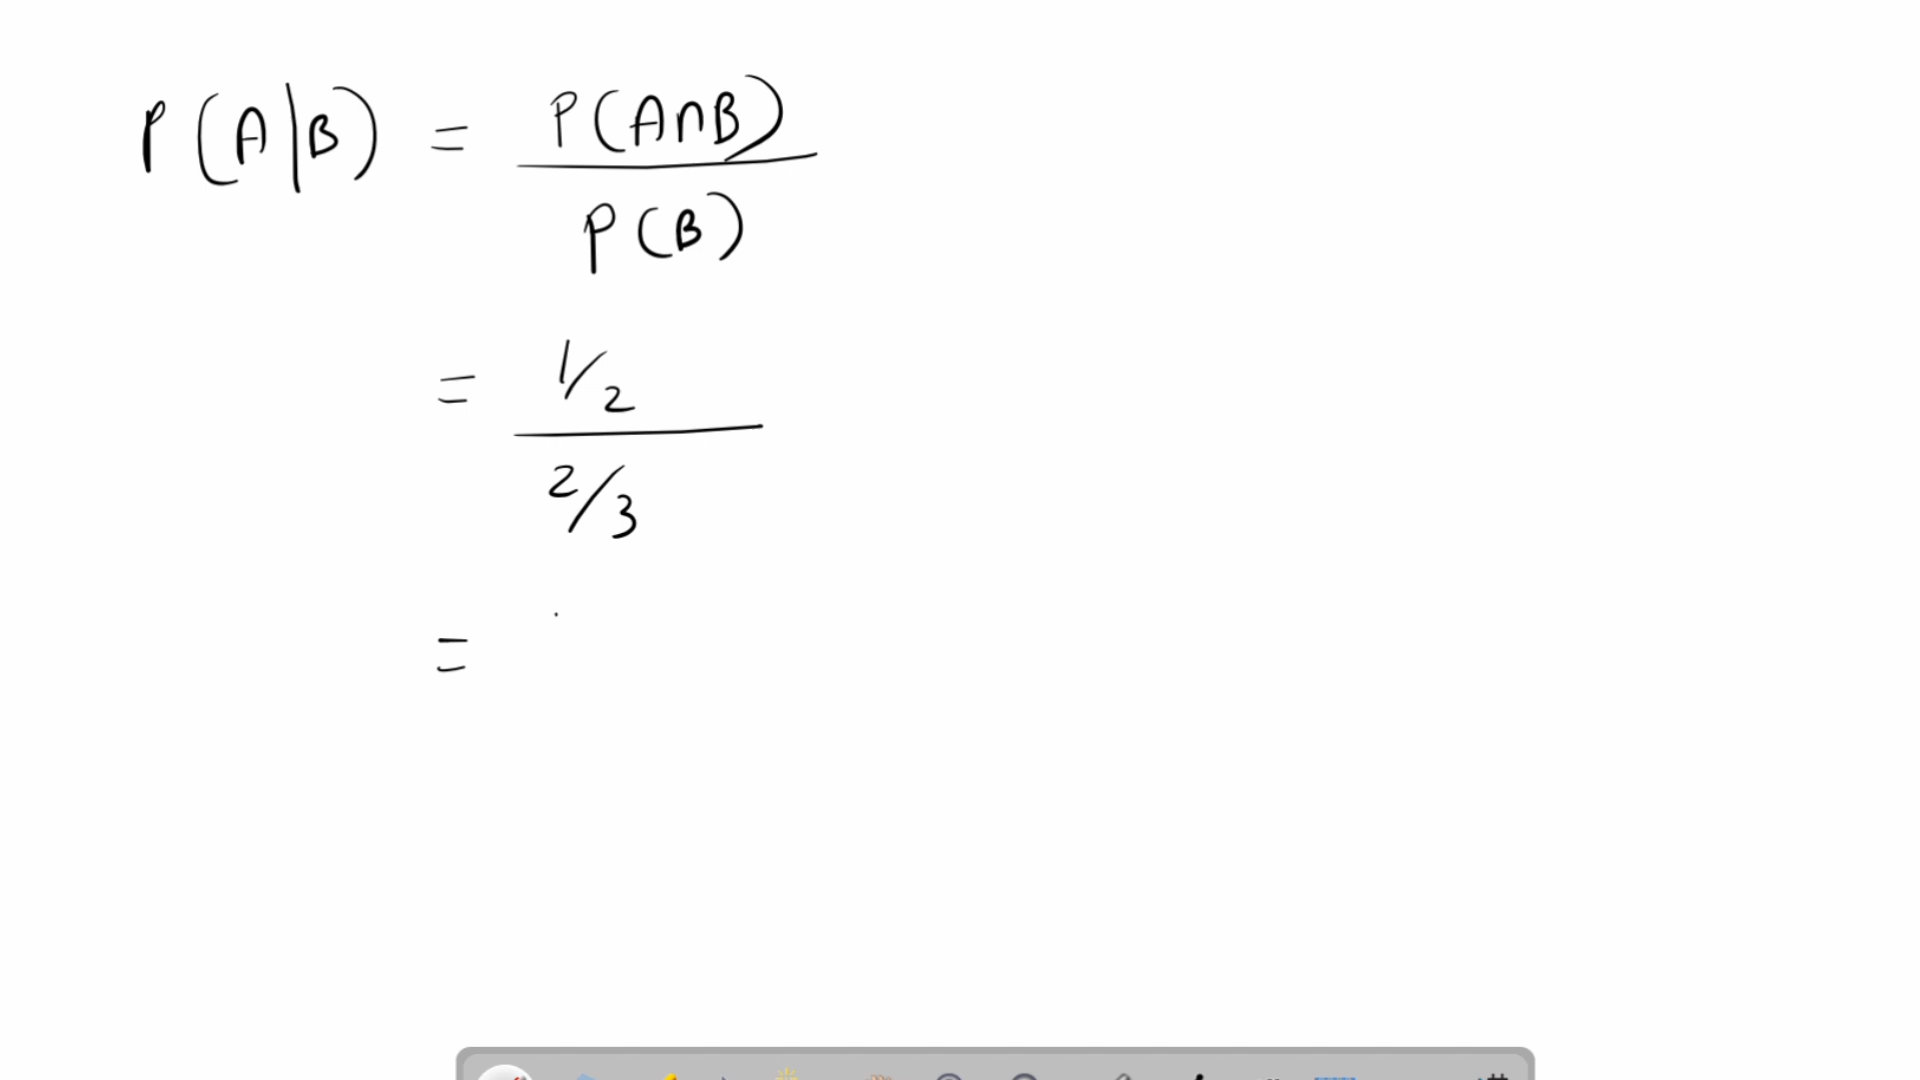 P(A|B) = P(A∩B)
P(B)
= 1/2
2/3
=